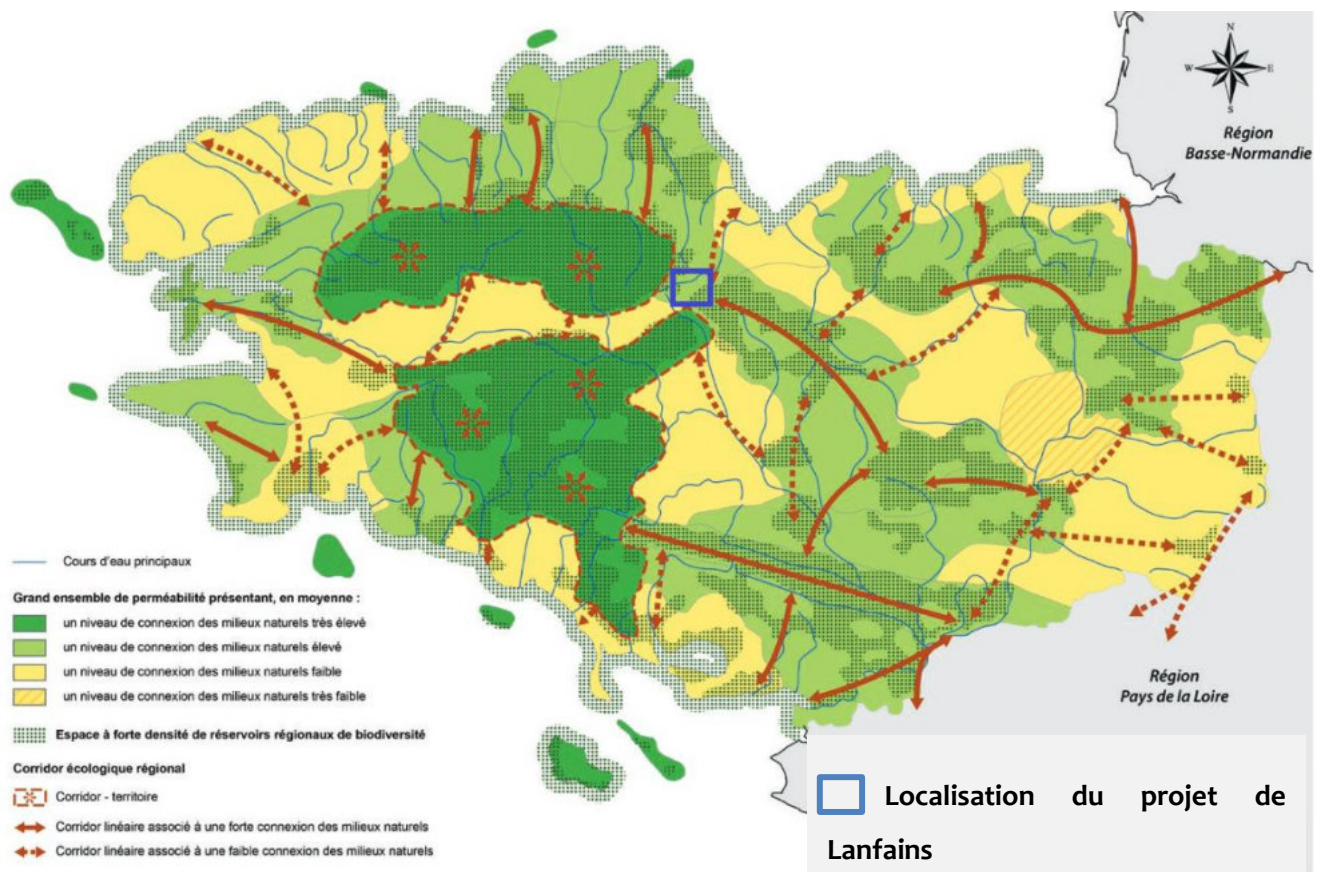 N
W
E
S
Région
Basse-Normandie
Cours d'eau principaux
Grand ensemble de perméabilité présentant, en moyenne :
un niveau de connexion des milieux naturels très élevé
un niveau de connexion des milieux naturels élevé
un niveau de connexion des milieux naturels faible
un niveau de connexion des milieux naturels très faible
Espace à forte densité de réservoirs régionaux de biodiversité
Corridor écologique régional
Corridor - territoire
Corridor linéaire associé à une forte connexion des milieux naturels
Corridor linéaire associé à une faible connexion des milieux naturels
Région
Pays de la Loire
Localisation du projet de
Lanfains